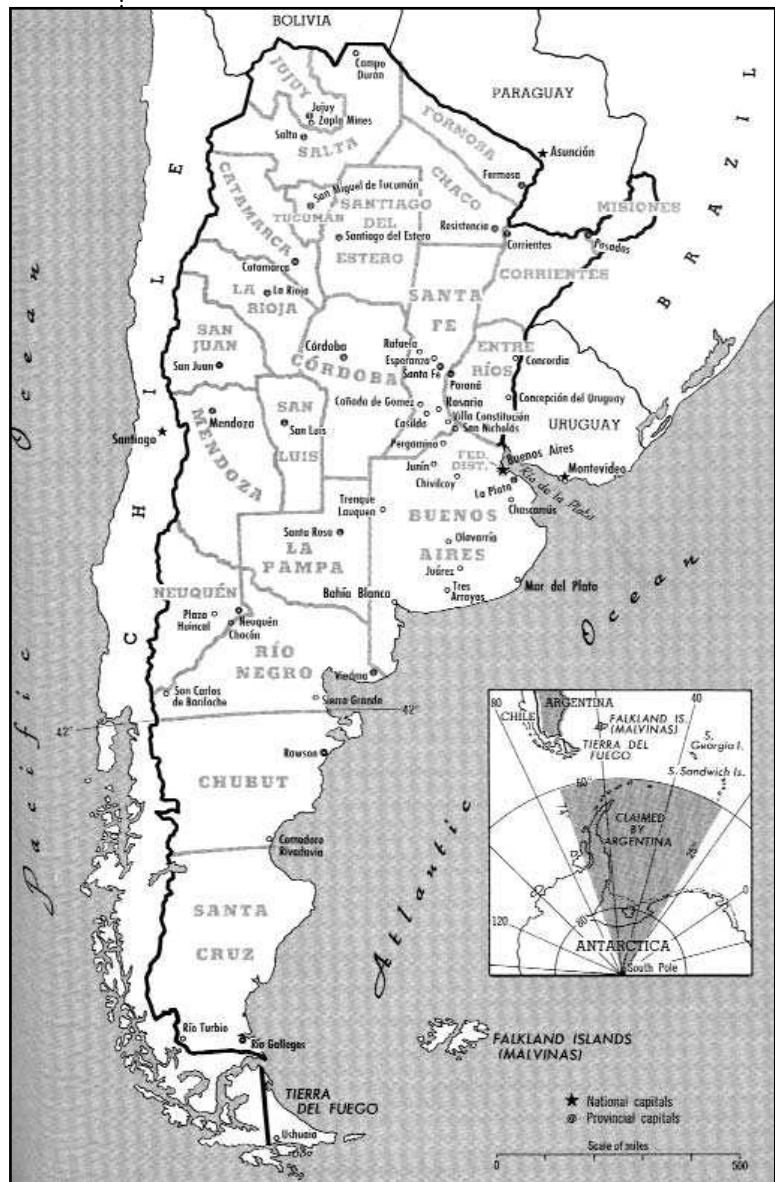 BOLIVIA
Campo
Durán
JUJUY
Jujuy
Zapla Mines
Salta
SALTA
PARAGUAY
FORMOSA
Asunción
Formosa
CHACO
CATAMARCA
San Miguel de Tucumán
TUCUMÁN
SANTIAGO
DEL
ESTERO
Santiago del Estero
Resistencia
Corrientes
MISIONES
Posadas
BRAZIL
CORRIENTES
Catamarca
LA
RIOJA
La Rioja
SANTA
FE
SAN
JUAN
San Juan
Córdoba
CÓRDOBA
Rafaela
Esperanza
Santa Fé
ENTRE
RÍOS
Concordia
Paraná
Cañada de Gomez
Rosario
Casilda
Villa Constitución
San Nicholás
Concepción del Uruguay
URUGUAY
MENDOZA
Mendoza
SAN
LUIS
San Luis
Santiago
CHILE
Pergamino
Junín
FED.
DIST.
Buenos Aires
Chivilcoy
La Plata
Montevideo
Río de la Plata
Chascomús
Trenque
Lauquen
BUENOS
AIRES
Santa Rosa
LA
PAMPA
Olavarría
Juárez
Tres
Arroyos
Mar del Plata
Bahía Blanca
NEUQUÉN
Plaza
Huincal
Neuquén
Chocón
RÍO
NEGRO
Viedma
San Carlos
de Bariloche
Sierra Grande
42°
42°
Rawson
CHUBUT
Comodoro
Rivadavia
SANTA
CRUZ
Río Turbio
Río Gallegos
TIERRA
DEL FUEGO
Ushuaia
FALKLAND ISLANDS
(MALVINAS)
Pacific Ocean
Atlantic Ocean
80
40
ARGENTINA
CHILE
FALKLAND IS.
(MALVINAS)
TIERRA DEL
FUEGO
S.
Georgia I.
S. Sandwich Is.
60°
74
25
CLAIMED
BY
ARGENTINA
0
120
80
ANTARCTICA
South Pole
National capitals
Provincial capitals
Scale of miles
0
500